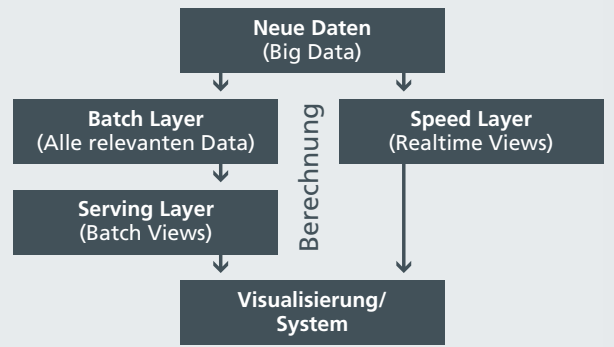 Neue Daten
(Big Data)
Batch Layer
(Alle relevanten Data)
Berechnung
Speed Layer
(Realtime Views)
Serving Layer
(Batch Views)
Visualisierung/
System